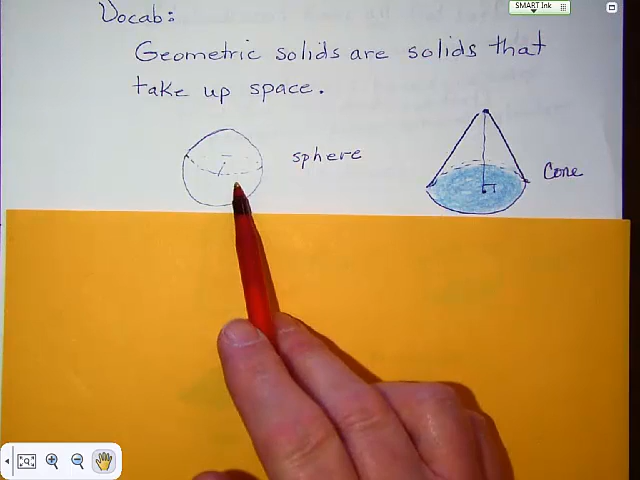 Vocab:
Geometric solids are solids that
take up space.
sphere
Cone
SMART Ink